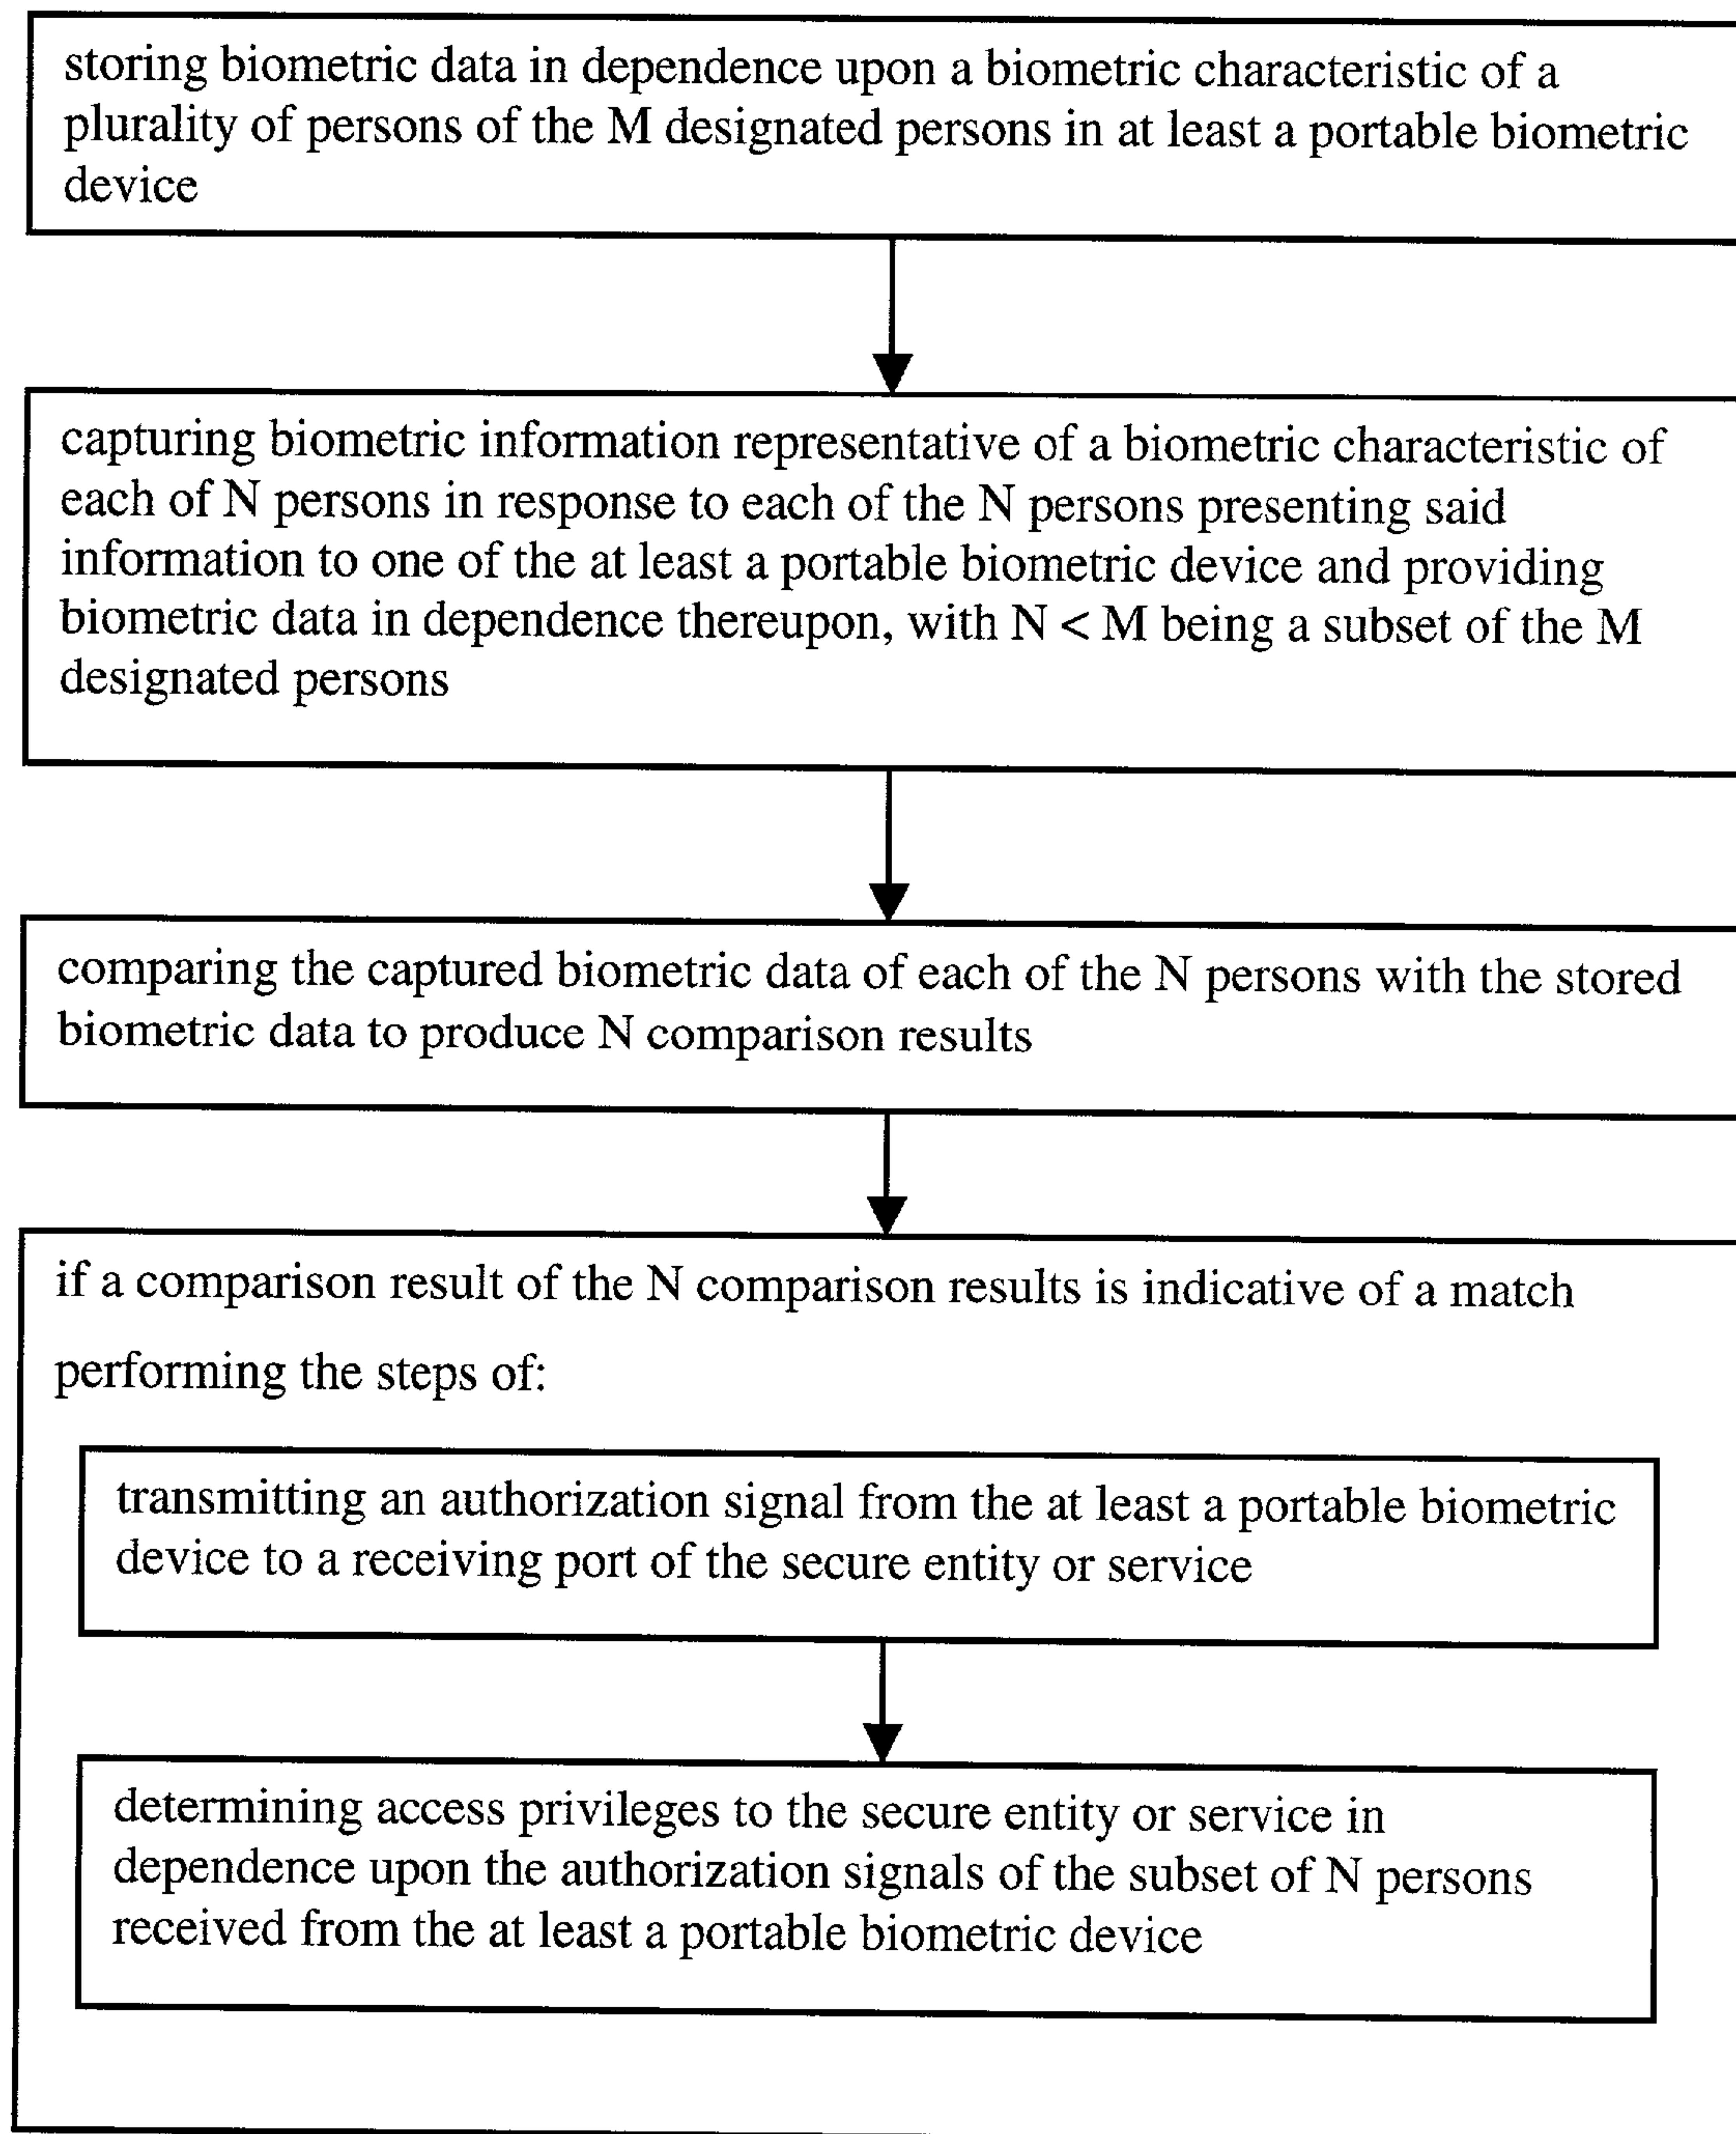 storing biometric data in dependence upon a biometric characteristic of a
plurality of persons of the M designated persons in at least a portable biometric
device
capturing biometric information representative of a biometric characteristic of
each of N persons in response to each of the N persons presenting said
information to one of the at least a portable biometric device and providing
biometric data in dependence thereupon, with N < M being a subset of the M
designated persons
comparing the captured biometric data of each of the N persons with the stored
biometric data to produce N comparison results
if a comparison result of the N comparison results is indicative of a match
performing the steps of:
transmitting an authorization signal from the at least a portable biometric
device to a receiving port of the secure entity or service
determining access privileges to the secure entity or service in
dependence upon the authorization signals of the subset of N persons
received from the at least a portable biometric device